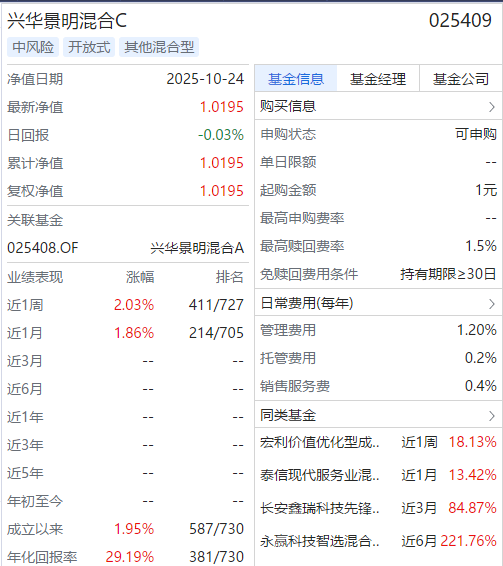 兴华景明混合C 025409
中风险 开放式 其他混合型
净值日期 2025-10-24
最新净值 1.0195
日回报 -0.03%
累计净值 1.0195
复权净值 1.0195
关联基金
025408.OF 兴华景明混合A
业绩表现 涨幅 排名
近1周 2.03% 411/727
近1月 1.86% 214/705
近3月 -- --
近6月 -- --
近1年 -- --
近3年 -- --
近5年 -- --
年初至今 -- --
成立以来 1.95% 587/730
年化回报率 29.19% 381/730
基金信息 基金经理 基金公司
购买信息
申购状态 可申购
单日限额 --
起购金额 1元
最高申购费率 --
最高赎回费率 1.5%
免赎回费用条件 持有期限≥30日
日常费用(每年)
管理费用 1.20%
托管费用 0.2%
销售服务费 0.4%
同类基金
宏利价值优化型成.. 近1周 18.13%
泰信现代服务业混.. 近1月 13.42%
长安鑫瑞科技先锋.. 近3月 84.87%
永赢科技智选混合.. 近6月 221.76%